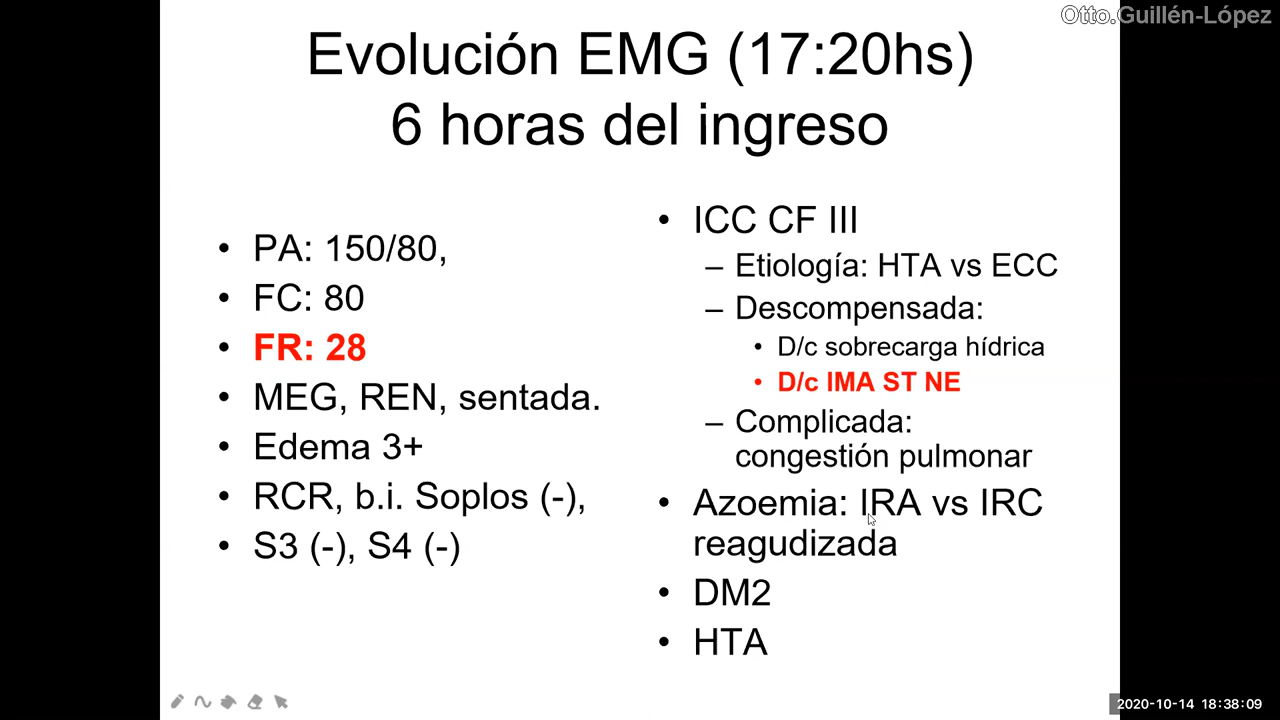 Otto.Guillén-López
Evolución EMG (17:20hs)
6 horas del ingreso
• PA: 150/80,
• FC: 80
• FR: 28
• MEG, REN, sentada.
• Edema 3+
• RCR, b.i. Soplos (-),
• S3 (-), S4 (-)
• ICC CF III
– Etiología: HTA vs ECC
– Descompensada:
• D/c sobrecarga hídrica
• D/c IMA ST NE
– Complicada:
congestión pulmonar
• Azoemia: IRA vs IRC
reagudizada
• DM2
• HTA
2020-10-14 18:38:09